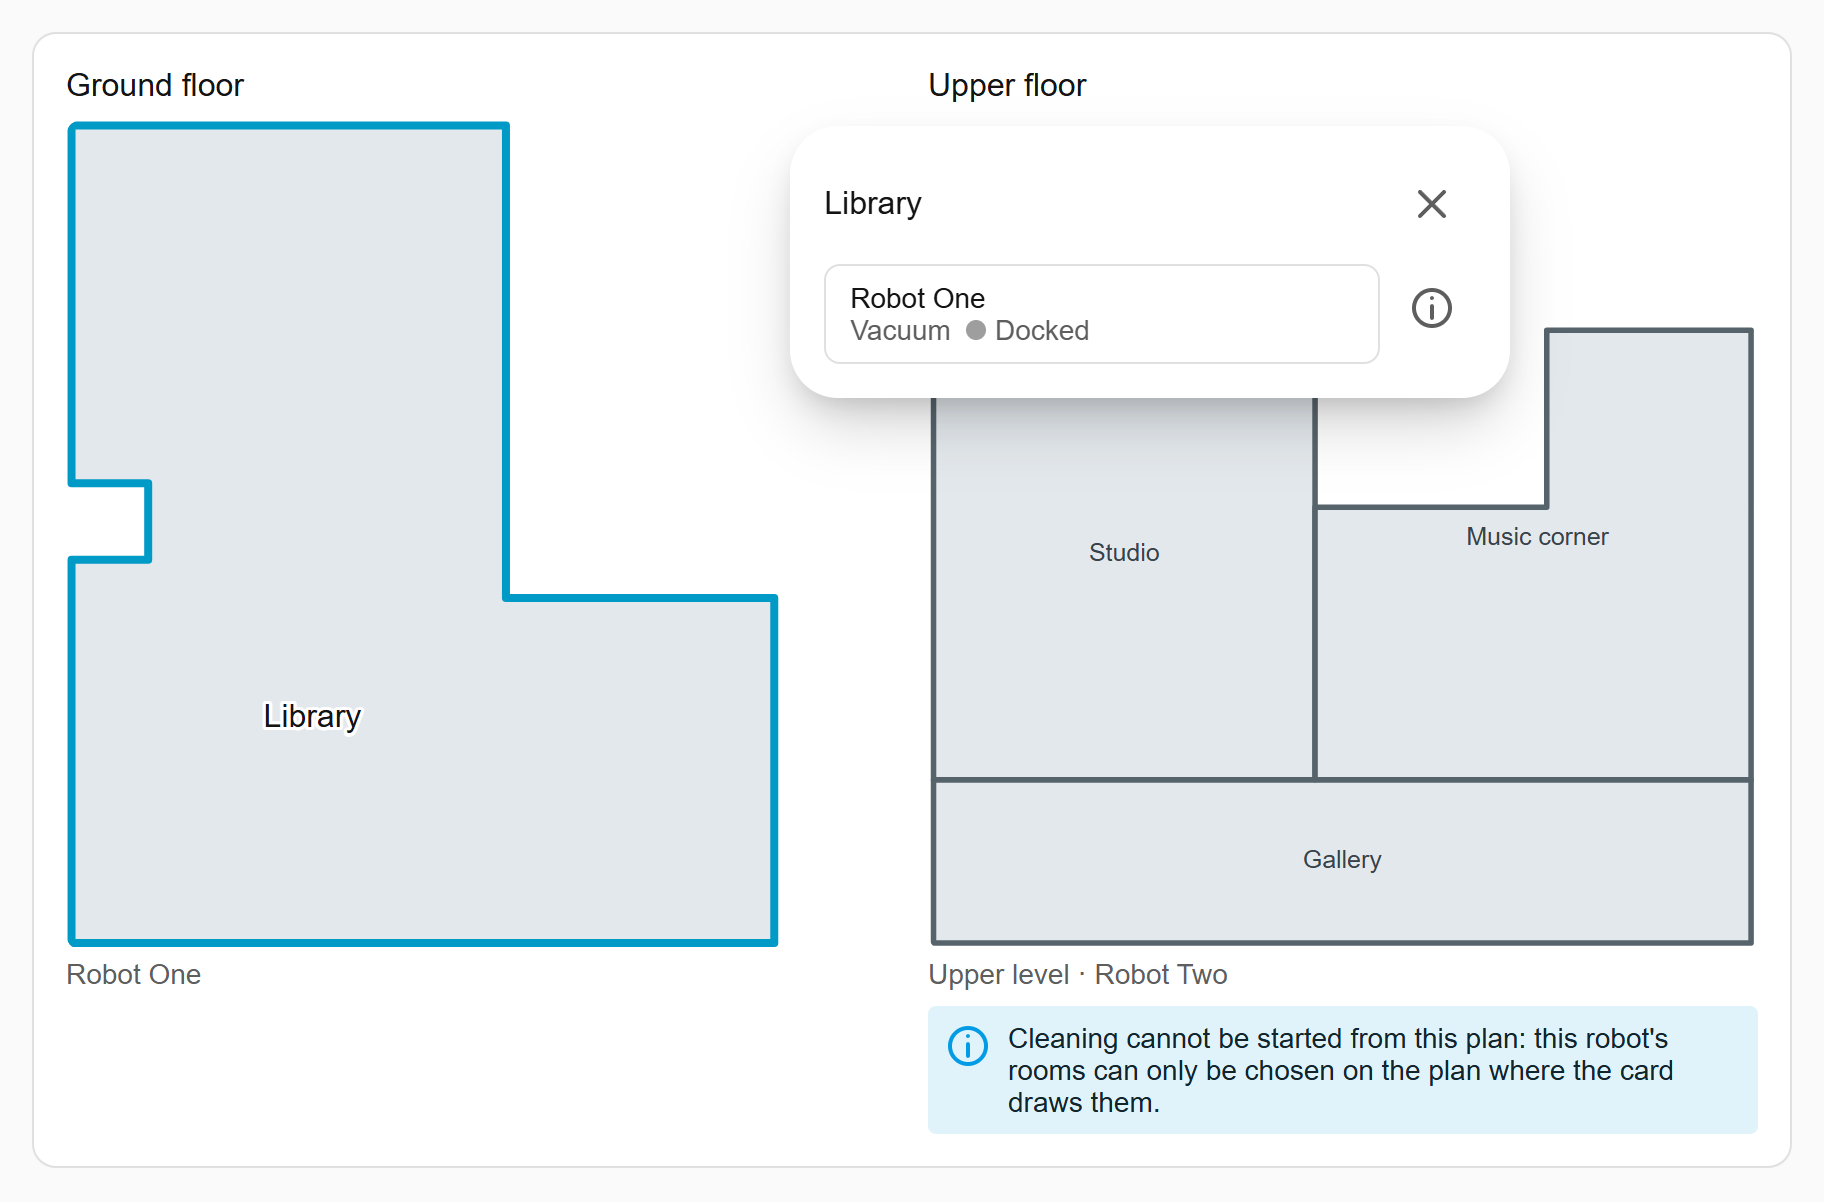 Ground floor
Library
Robot One
Upper floor
Library
Robot One
Vacuum Docked
Studio
Music corner
Gallery
Upper level · Robot Two
Cleaning cannot be started from this plan: this robot's
rooms can only be chosen on the plan where the card
draws them.